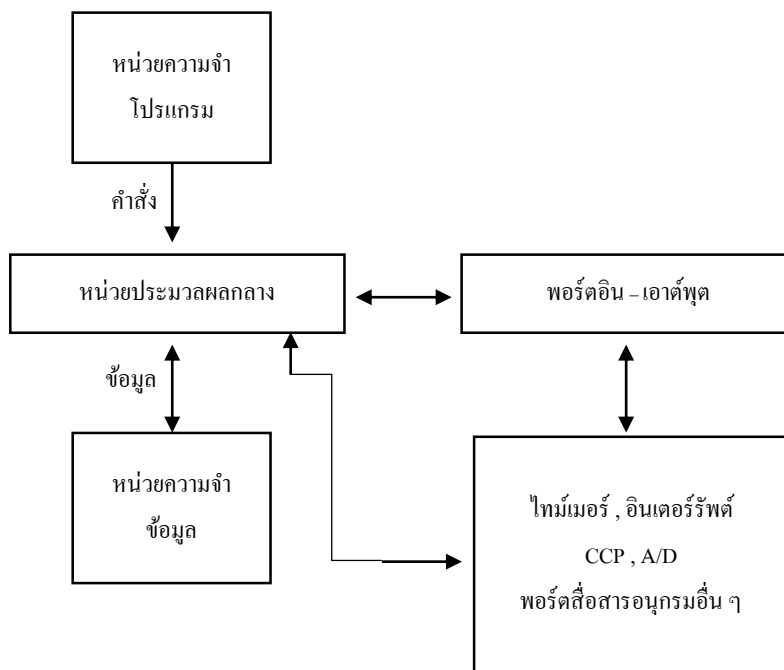 หน่วยความจำ
โปรแกรม
คำสั่ง
หน่วยประมวลผลกลาง
พอร์ตอิน – เอาต์พุต
ข้อมูล
หน่วยความจำ
ข้อมูล
ไทม์เมอร์ , อินเตอร์รัพต์
CCP , A/D
พอร์ตสื่อสารอนุกรมอื่น ๆ